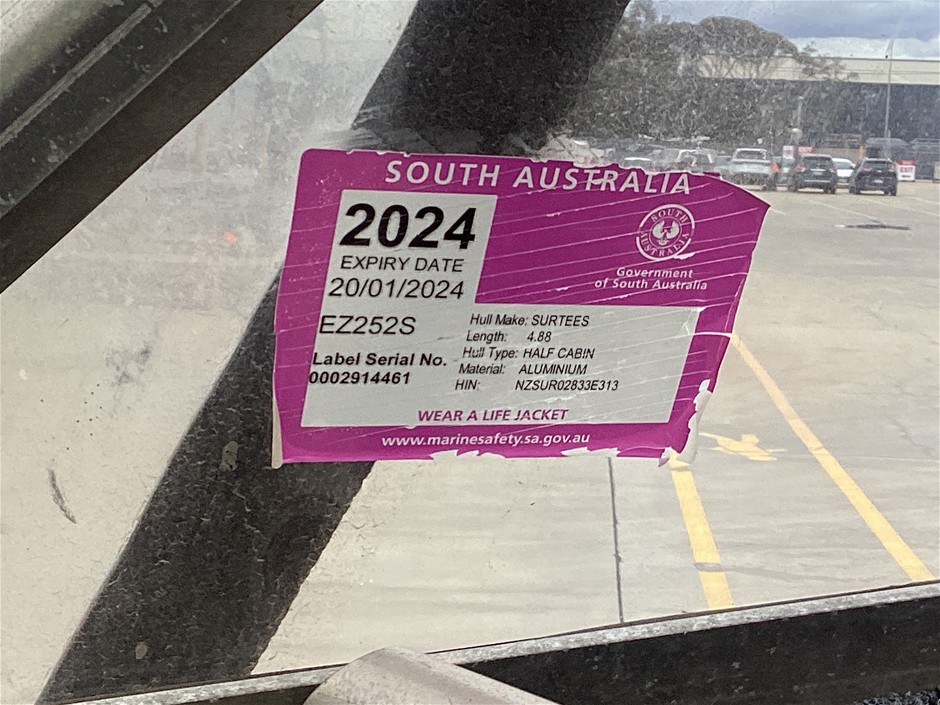 SOUTH AUSTRALIA
2024
EXPIRY DATE
20/01/2024
SOUTH AUSTRALIA
Government
of South Australia
EZ252S
Label Serial No.
0002914461
Hull Make: SURTEES
Length: 4.88
Hull Type: HALF CABIN
Material: ALUMINIUM
HIN: NZSUR02833E313
WEAR A LIFE JACKET
www.marinesafety.sa.gov.au
EXIT